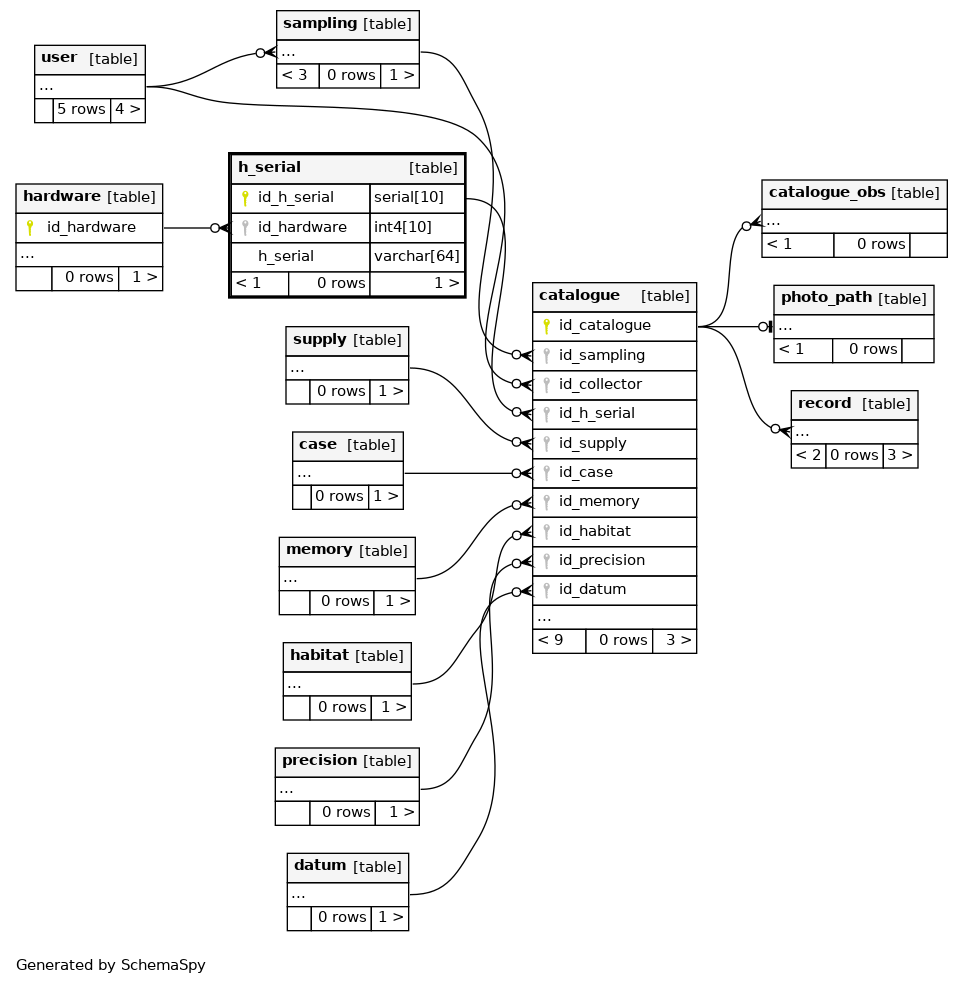 sampling [table]
...
< 3 0 rows 1 >
user [table]
...
5 rows 4 >
h_serial [table]
id_h_serial serial[10]
id_hardware int4[10]
h_serial varchar[64]
< 1 0 rows 1 >
hardware [table]
id_hardware
...
0 rows 1 >
supply [table]
...
0 rows 1 >
case [table]
...
0 rows 1 >
memory [table]
...
0 rows 1 >
habitat [table]
...
0 rows 1 >
precision [table]
...
0 rows 1 >
datum [table]
...
0 rows 1 >
catalogue [table]
id_catalogue
id_sampling
id_collector
id_h_serial
id_supply
id_case
id_memory
id_habitat
id_precision
id_datum
...
< 9 0 rows 3 >
catalogue_obs [table]
...
< 1 0 rows
photo_path [table]
...
< 1 0 rows
record [table]
...
< 2 0 rows 3 >
Generated by SchemaSpy